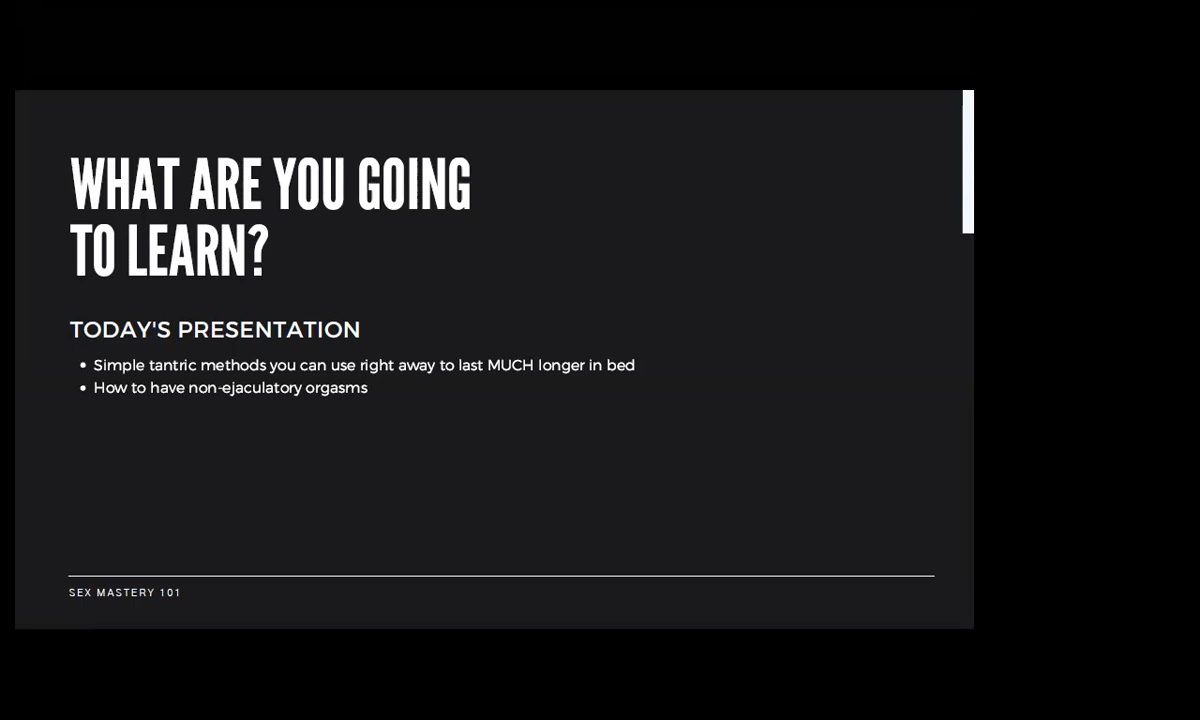 WHAT ARE YOU GOING
TO LEARN?
TODAY'S PRESENTATION
• Simple tantric methods you can use right away to last MUCH longer in bed
• How to have non-ejaculatory orgasms
SEX MASTERY 101